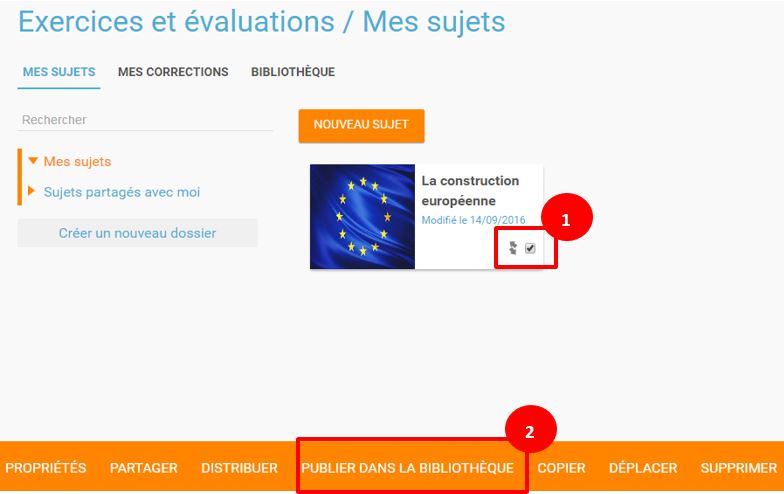 Exercices et évaluations / Mes sujets
MES SUJETS MES CORRECTIONS BIBLIOTHÈQUE
Rechercher
NOUVEAU SUJET
Mes sujets
Sujets partagés avec moi
Créer un nouveau dossier
La construction
européenne
Modifié le 14/09/2016
1
2
PROPRIÉTÉS PARTAGER DISTRIBUER PUBLIER DANS LA BIBLIOTHÈQUE COPIER DÉPLACER SUPPRIMER